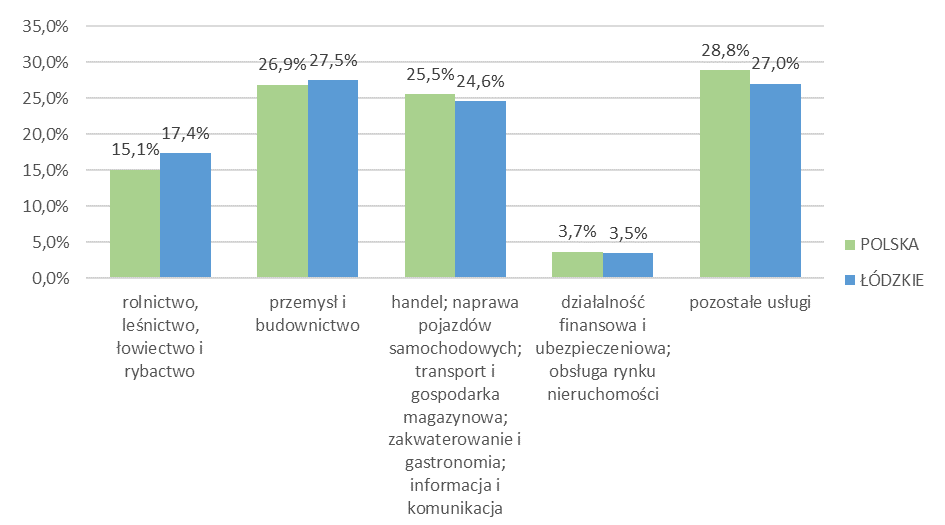 35,0%
30,0%
25,0%
20,0%
15,0%
10,0%
5,0%
0,0%
15,1%
17,4%
26,9%
27,5%
25,5%
24,6%
3,7%
3,5%
28,8%
27,0%
rolnictwo,
leśnictwo,
łowiectwo i
rybactwo
przemysł i
budownictwo
handel; naprawa
pojazdów
samochodowych;
transport i
gospodarka
magazynowa;
zakwaterowanie i
gastronomia;
informacja i
komunikacja
działalność
finansowa i
ubezpieczeniowa;
obsługa rynku
nieruchomości
pozostałe usługi
POLSKA
ŁÓDZKIE